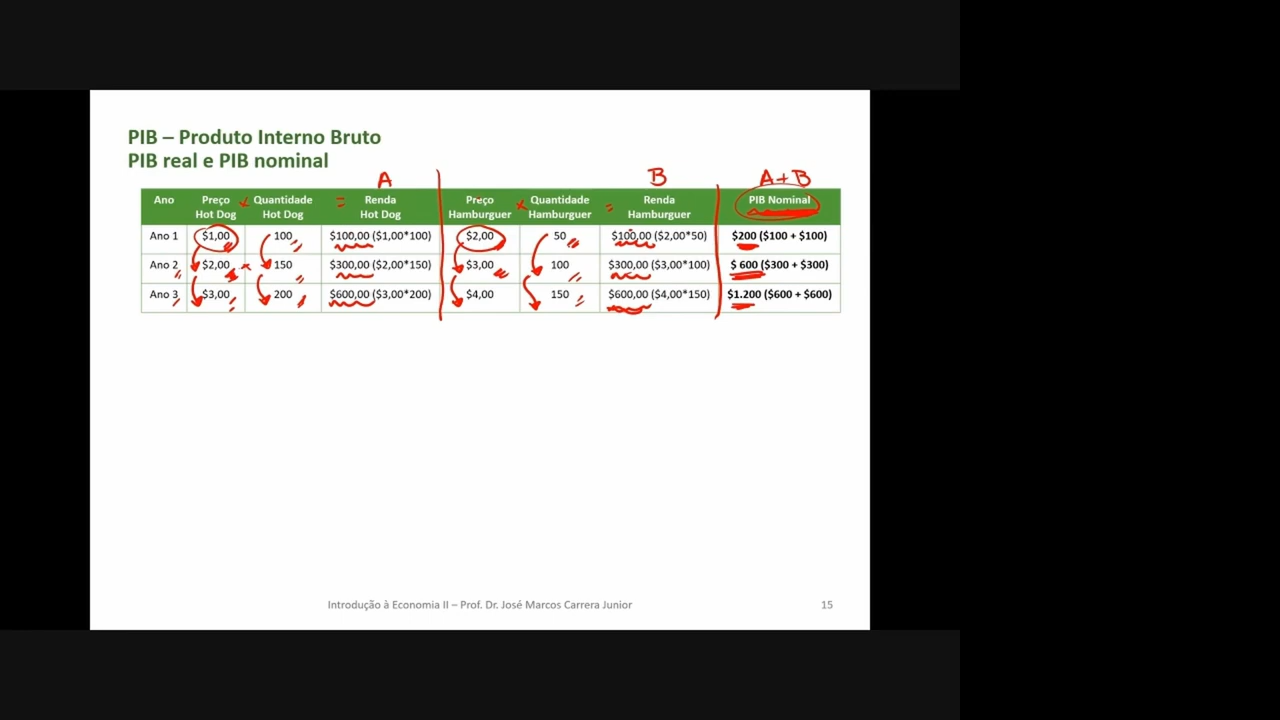 PIB – Produto Interno Bruto
PIB real e PIB nominal
A B A+B
Ano Preço Hot Dog × Quantidade Hot Dog = Renda Hot Dog Preço Hamburguer × Quantidade Hamburguer = Renda Hamburguer PIB Nominal
Ano 1 $1,00 100 $100,00 ($1,00*100) $2,00 50 $100,00 ($2,00*50) $200 ($100 + $100)
Ano 2 $2,00 × 150 $300,00 ($2,00*150) $3,00 100 $300,00 ($3,00*100) $ 600 ($300 + $300)
Ano 3 $3,00 200 $600,00 ($3,00*200) $4,00 150 $600,00 ($4,00*150) $1.200 ($600 + $600)
Introdução à Economia II – Prof. Dr. José Marcos Carrera Junior 15